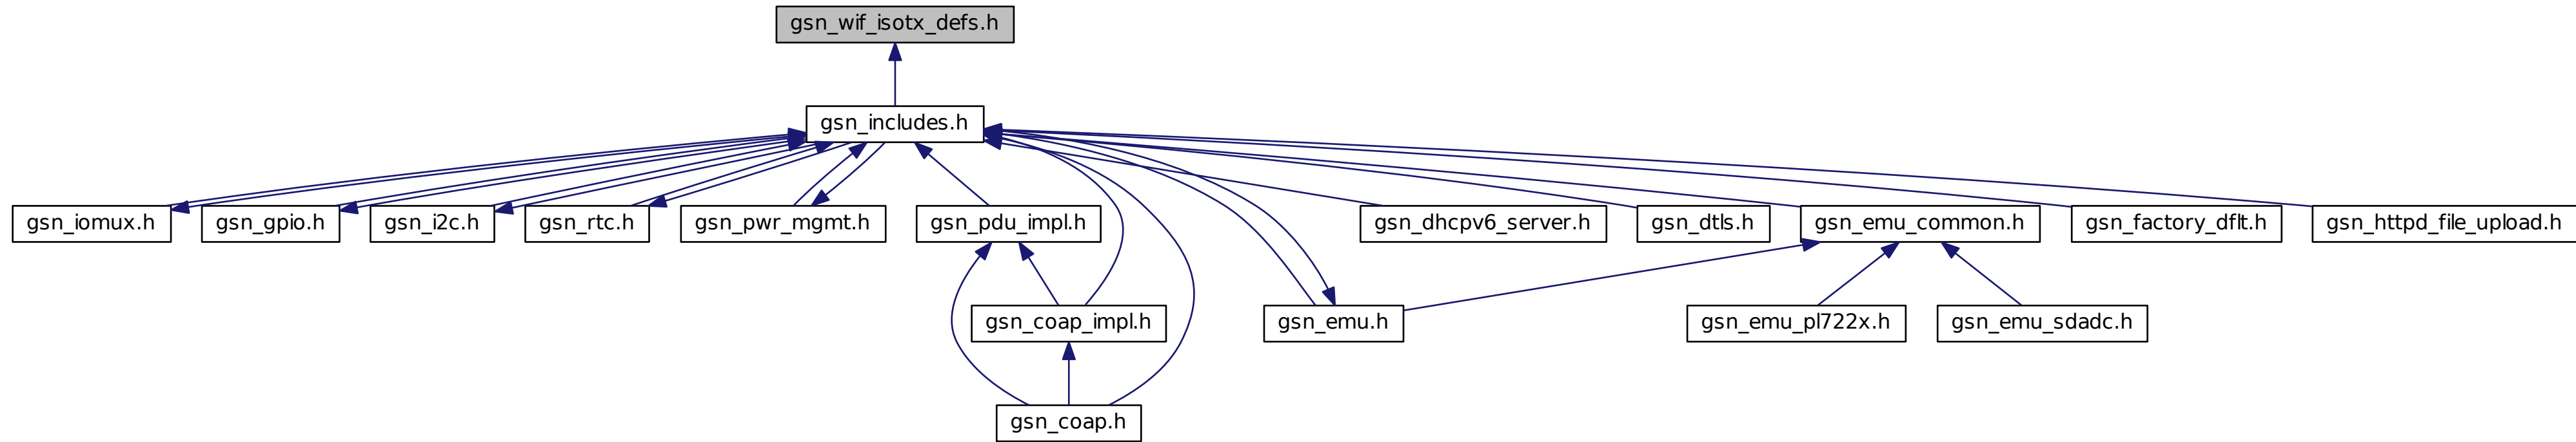 gsn_wif_isotx_defs.h
gsn_includes.h
gsn_iomux.h
gsn_gpio.h
gsn_i2c.h
gsn_rtc.h
gsn_pwr_mgmt.h
gsn_pdu_impl.h
gsn_dhcpv6_server.h
gsn_dtls.h
gsn_emu_common.h
gsn_factory_dflt.h
gsn_httpd_file_upload.h
gsn_coap_impl.h
gsn_emu.h
gsn_emu_pl722x.h
gsn_emu_sdadc.h
gsn_coap.h